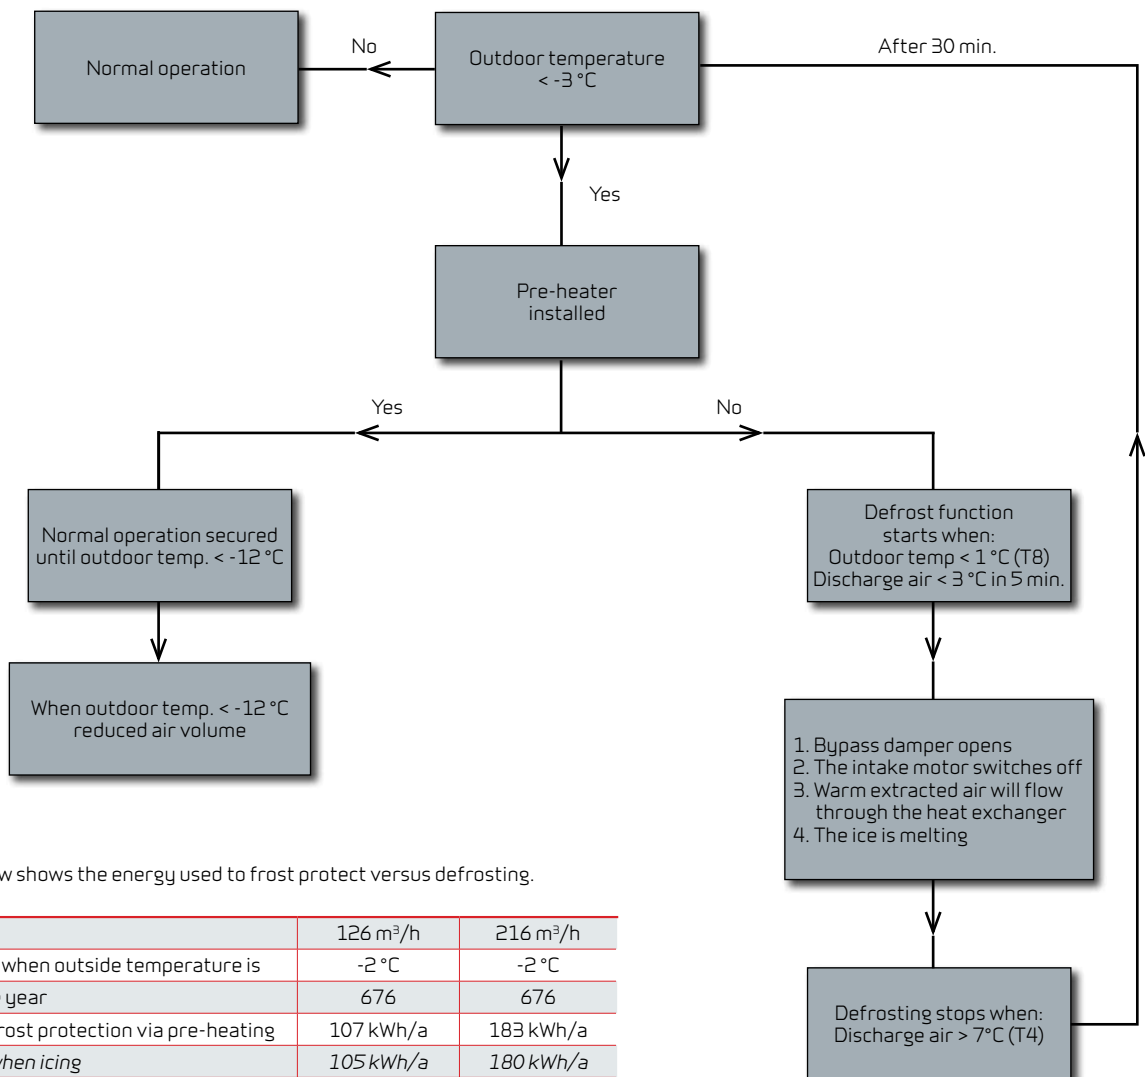 Normal operation
No
Outdoor temperature
< -3 °C
After 30 min.
Yes
Pre-heater
installed
Yes
No
Normal operation secured
until outdoor temp. < -12 °C
When outdoor temp. < -12 °C
reduced air volume
Defrost function
starts when:
Outdoor temp < 1 °C (T8)
Discharge air < 3 °C in 5 min.
1. Bypass damper opens
2. The intake motor switches off
3. Warm extracted air will flow
through the heat exchanger
4. The ice is melting
Defrosting stops when:
Discharge air > 7°C (T4)
shows the energy used to frost protect versus defrosting.
126 m³/h 216 m³/h
when outside temperature is -2 °C -2 °C
year 676 676
frost protection via pre-heating 107 kWh/a 183 kWh/a
when icing 105 kWh/a 180 kWh/a